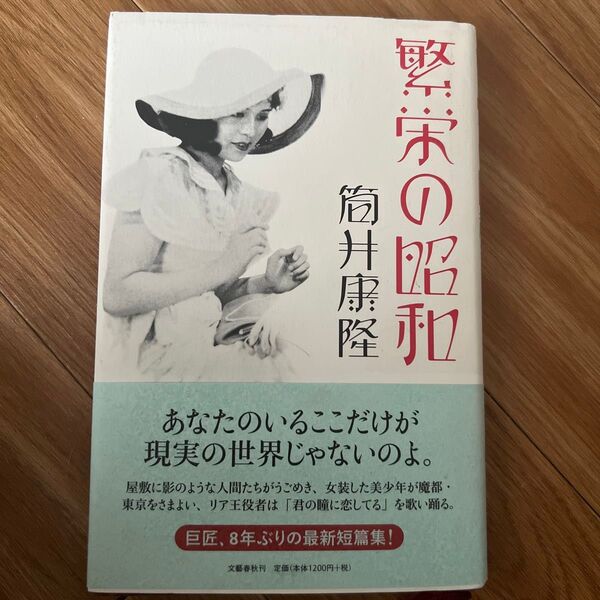 繁栄の昭和
筒井康隆
あなたのいるここだけが
現実の世界じゃないのよ。
屋敷に影のような人間たちがうごめき、女装した美少年が魔都・
東京をさまよい、リア王役者は「君の瞳に恋してる」を歌い踊る。
巨匠、8年ぶりの最新短篇集!
文藝春秋刊 定価(本体1200円+税)